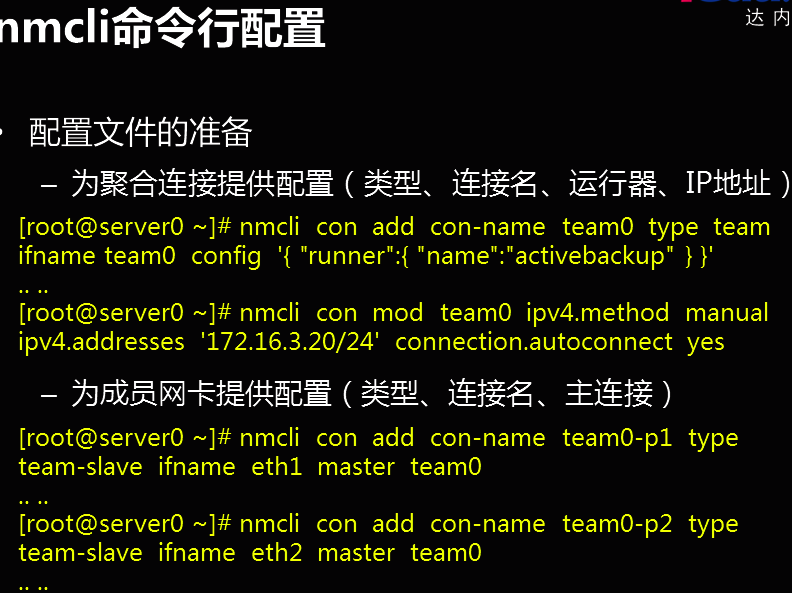 nmcli命令行配置
达内
• 配置文件的准备
– 为聚合连接提供配置（类型、连接名、运行器、IP地址）
[root@server0 ~]# nmcli con add con-name team0 type team
ifname team0 config '{ "runner":{ "name":"activebackup" } }'
.. ..
[root@server0 ~]# nmcli con mod team0 ipv4.method manual
ipv4.addresses '172.16.3.20/24' connection.autoconnect yes
– 为成员网卡提供配置（类型、连接名、主连接）
[root@server0 ~]# nmcli con add con-name team0-p1 type
team-slave ifname eth1 master team0
.. ..
[root@server0 ~]# nmcli con add con-name team0-p2 type
team-slave ifname eth2 master team0
.. ..